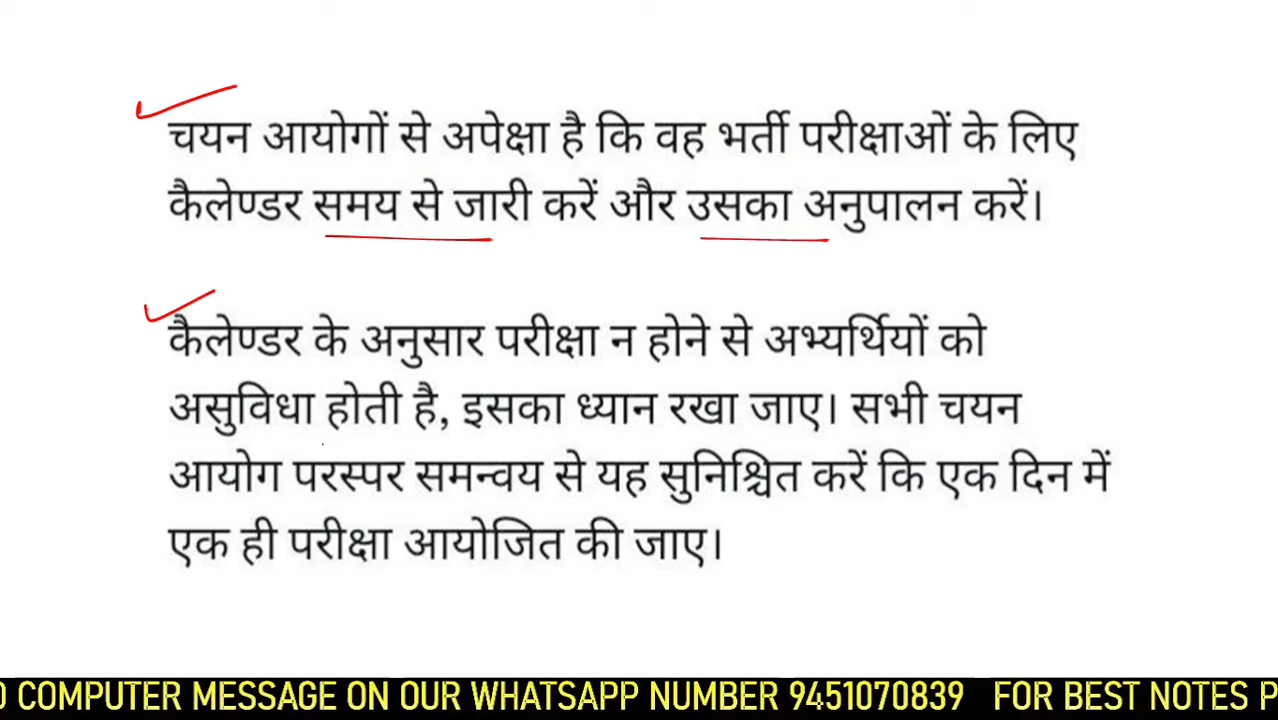 चयन आयोगों से अपेक्षा है कि वह भर्ती परीक्षाओं के लिए
कैलेण्डर समय से जारी करें और उसका अनुपालन करें।
कैलेण्डर के अनुसार परीक्षा न होने से अभ्यर्थियों को
असुविधा होती है, इसका ध्यान रखा जाए। सभी चयन
आयोग परस्पर समन्वय से यह सुनिश्चित करें कि एक दिन में
एक ही परीक्षा आयोजित की जाए।
COMPUTER MESSAGE ON OUR WHATSAPP NUMBER 9451070839 FOR BEST NOTES P